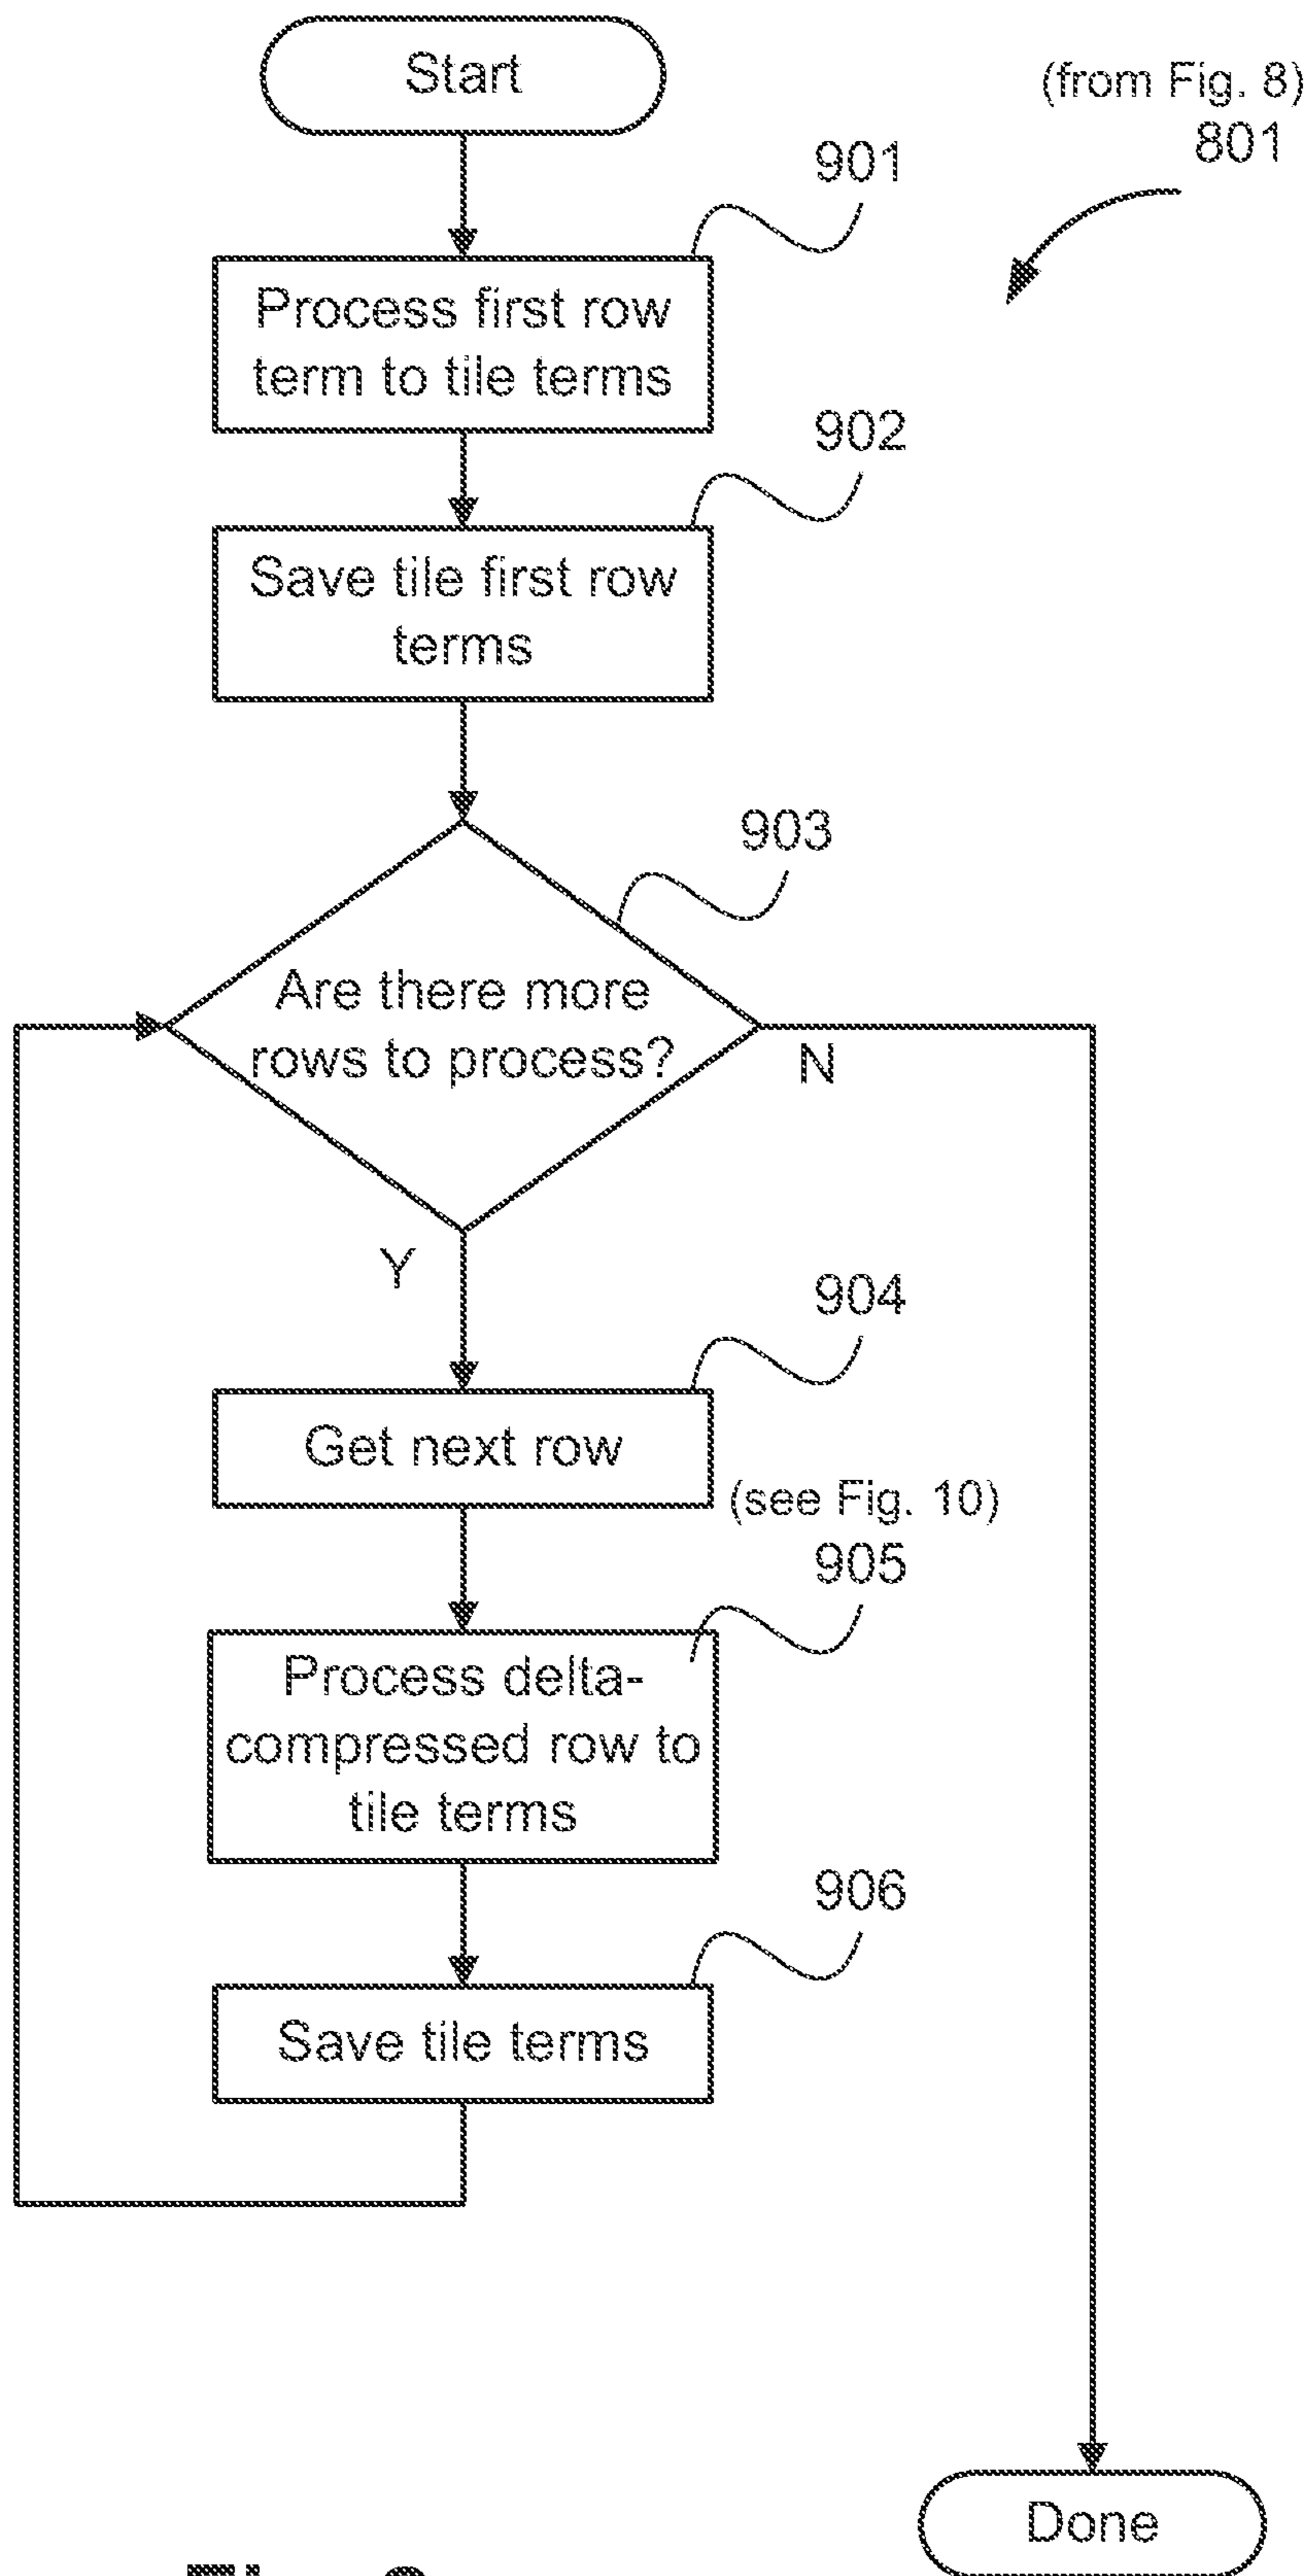 Start
(from Fig. 8)
801
901
Process first row
term to tile terms
902
Save tile first row
terms
903
Are there more
rows to process?
N
Y
904
Get next row
(see Fig. 10)
905
Process delta-
compressed row to
tile terms
906
Save tile terms
Done